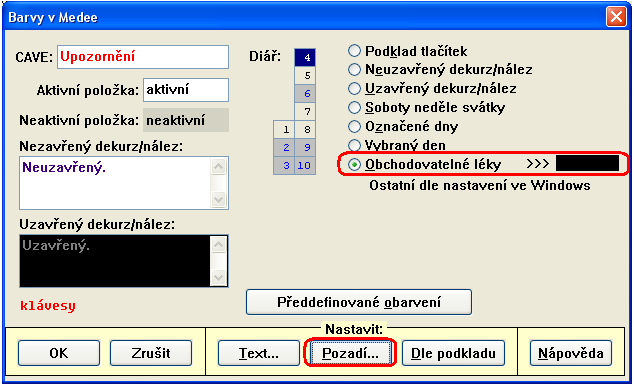 Barvy v Medee
CAVE: Upozornění
Aktivní položka: aktivní
Neaktivní položka: neaktivní
Nezavřený dekurz/nález:
Neuzavřený.
Uzavřený dekurz/nález:
Uzavřený.
klávesy
Diář:
4
5
6
7
1 8
2 9
3 10
Podklad tlačítek
Neuzavřený dekurz/nález
Uzavřený dekurz/nález
Soboty neděle svátky
Označené dny
Vybraný den
Obchodovatelné léky >>>
Ostatní dle nastavení ve Windows
Předdefinované obarvení
Nastavit:
OK Zrušit Text... Pozadí... Dle podkladu Nápověda